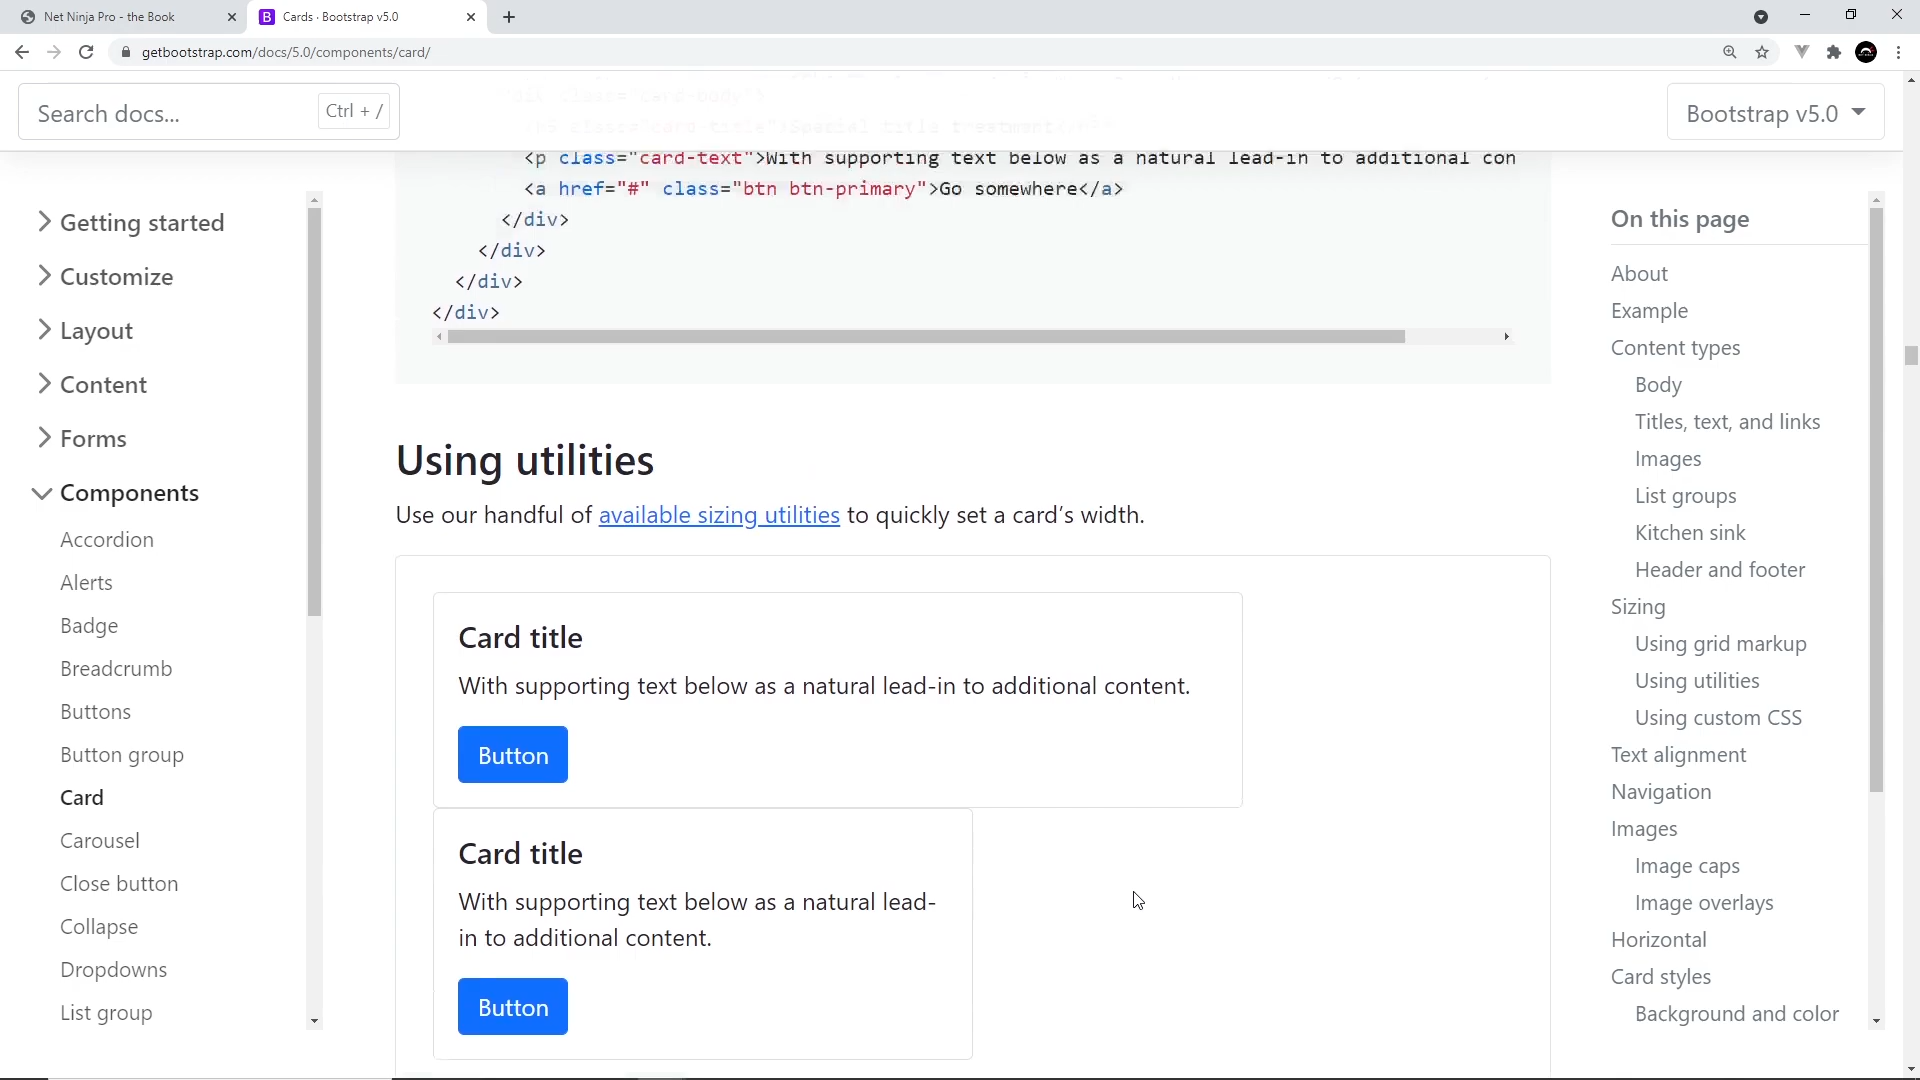 Net Ninja Pro - the Book
Cards · Bootstrap v5.0
getbootstrap.com/docs/5.0/components/card/
Search docs...
Ctrl + /
Bootstrap v5.0
<p class="card-text">With supporting text below as a natural lead-in to additional con
<a href="#" class="btn btn-primary">Go somewhere</a>
</div>
</div>
</div>
</div>
Getting started
Customize
Layout
Content
Forms
Components
Accordion
Alerts
Badge
Breadcrumb
Buttons
Button group
Card
Carousel
Close button
Collapse
Dropdowns
List group
Using utilities
Use our handful of available sizing utilities to quickly set a card’s width.
Card title
With supporting text below as a natural lead-in to additional content.
Button
Card title
With supporting text below as a natural lead-
in to additional content.
Button
On this page
About
Example
Content types
Body
Titles, text, and links
Images
List groups
Kitchen sink
Header and footer
Sizing
Using grid markup
Using utilities
Using custom CSS
Text alignment
Navigation
Images
Image caps
Image overlays
Horizontal
Card styles
Background and color